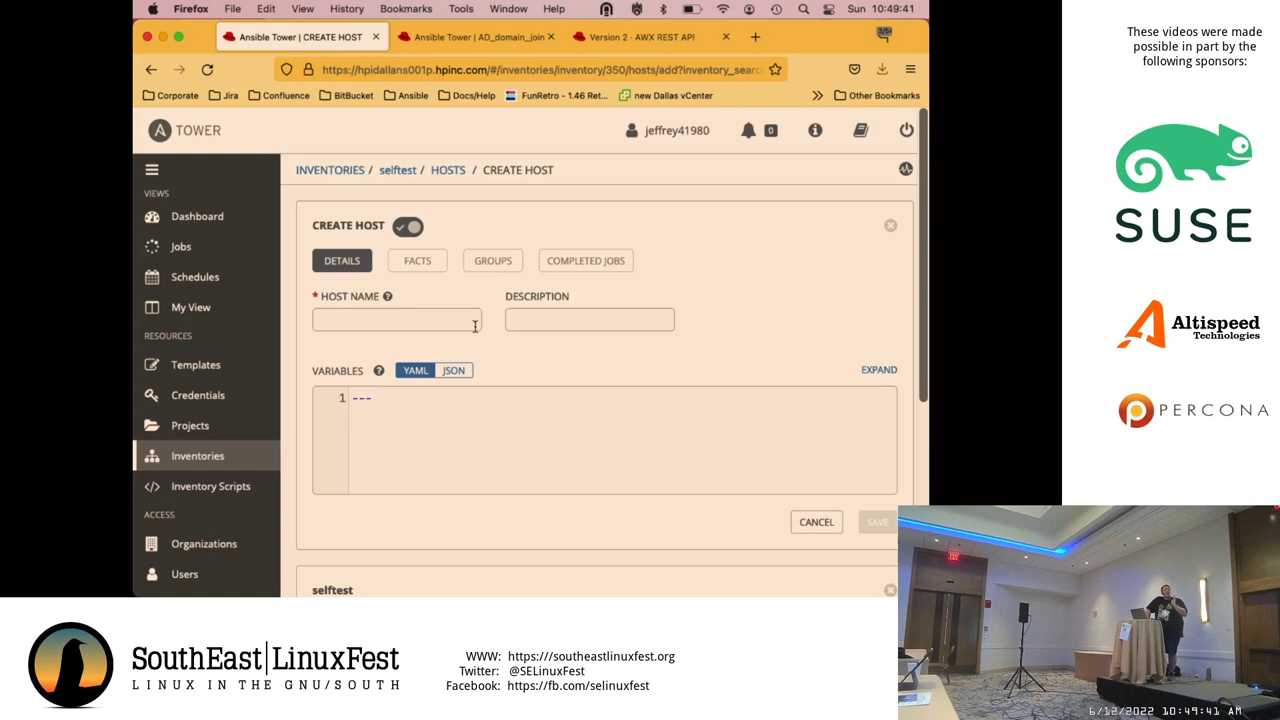 Firefox File Edit View History Bookmarks Tools Window Help Sun 10:49:41
Ansible Tower | CREATE HOST
Ansible Tower | AD_domain_join
Version 2 - AWX REST API
https://hpidallans001p.hpinc.com/#/inventories/inventory/350/hosts/add?inventory_sear
Corporate Jira Confluence BitBucket Ansible Docs/Help FunRetro - 1.46 Ret... new Dallas vCenter Other Bookmarks
A TOWER
jeffrey41980 0
INVENTORIES / selftest / HOSTS / CREATE HOST
VIEWS
Dashboard
Jobs
Schedules
My View
RESOURCES
Templates
Credentials
Projects
Inventories
Inventory Scripts
ACCESS
Organizations
Users
CREATE HOST
DETAILS FACTS GROUPS COMPLETED JOBS
* HOST NAME DESCRIPTION
VARIABLES YAML JSON EXPAND
1 ---
CANCEL SAVE
selftest
These videos were made
possible in part by the
following sponsors:
SUSE
Altispeed
Technologies
PERCONA
6/12/2022 10:49:41 AM
SouthEast|LinuxFest
LINUX IN THE GNU/SOUTH
WWW: https:///southeastlinuxfest.org
Twitter: @SELinuxFest
Facebook: https://fb.com/selinuxfest